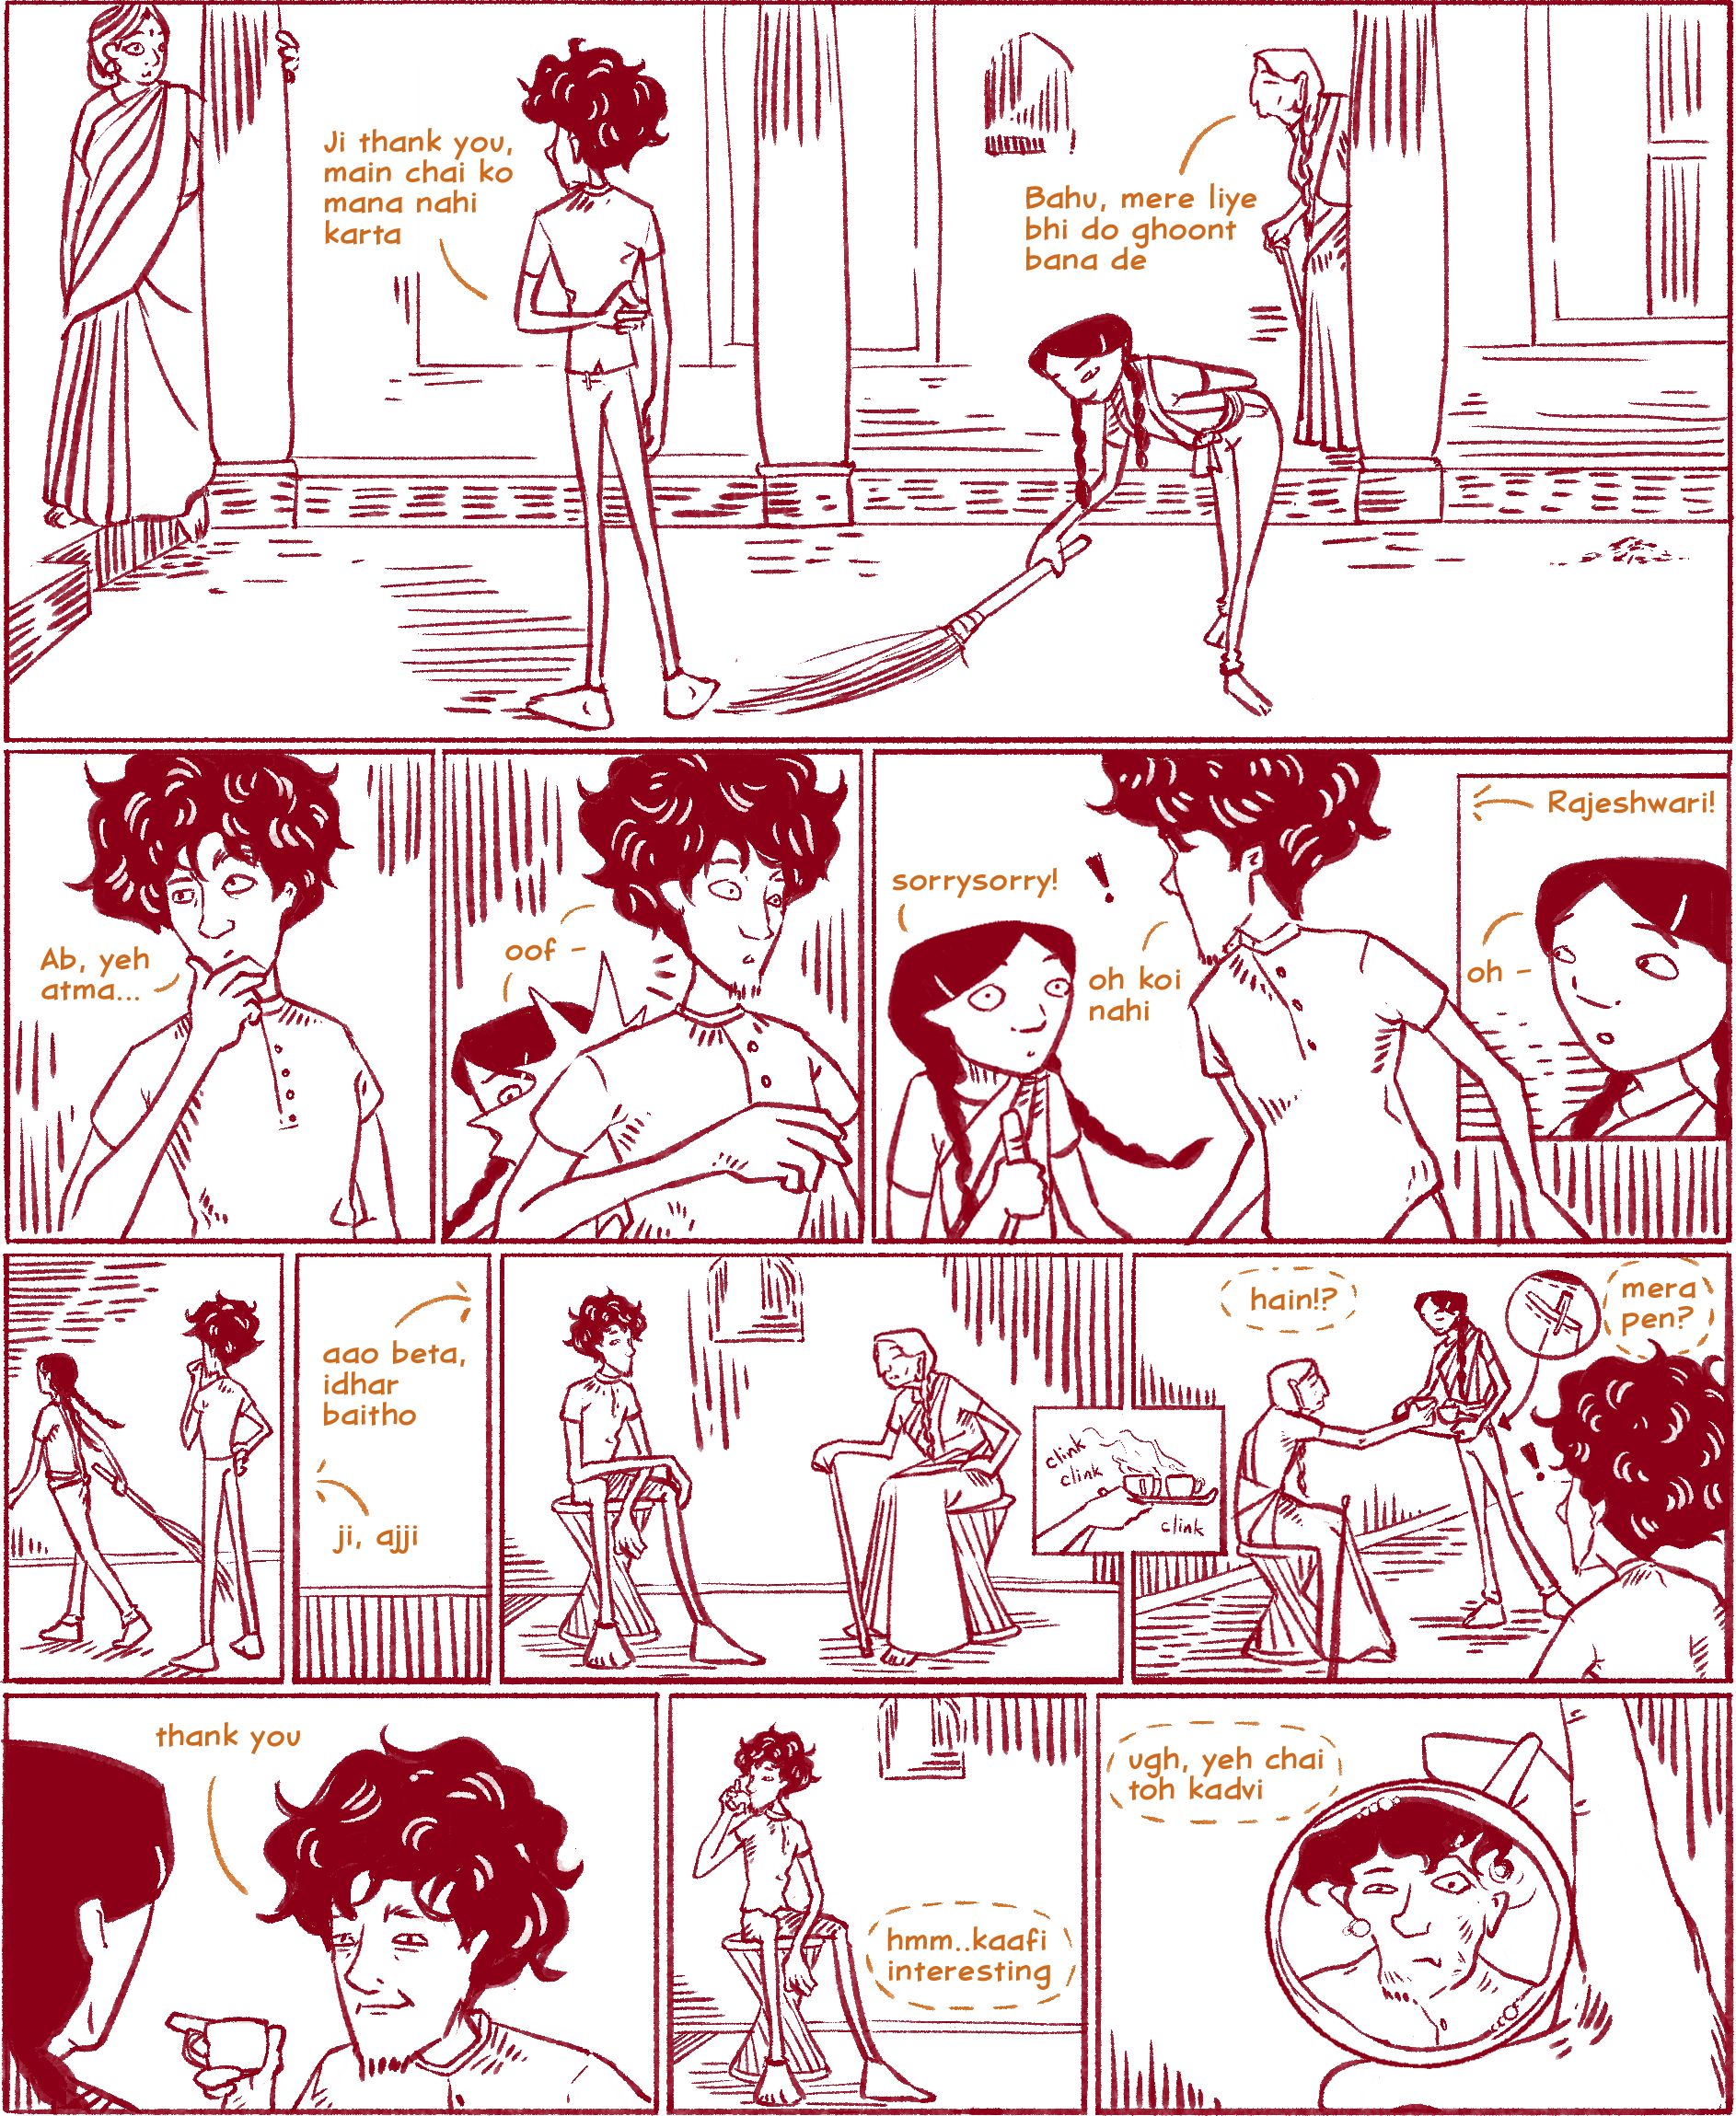 Ji thank you,
main chai ko
mana nahi
karta
Bahu, mere liye
bhi do ghoont
bana de
Ab, yeh
atma...
oof -
sorrysorry!
!
oh koi
nahi
Rajeshwari!
oh -
aao beta,
idhar
baitho
ji, ajji
clink
clink
clink
hain!?
mera
pen?
!
thank you
hmm..kaafi
interesting
ugh, yeh chai
toh kadvi